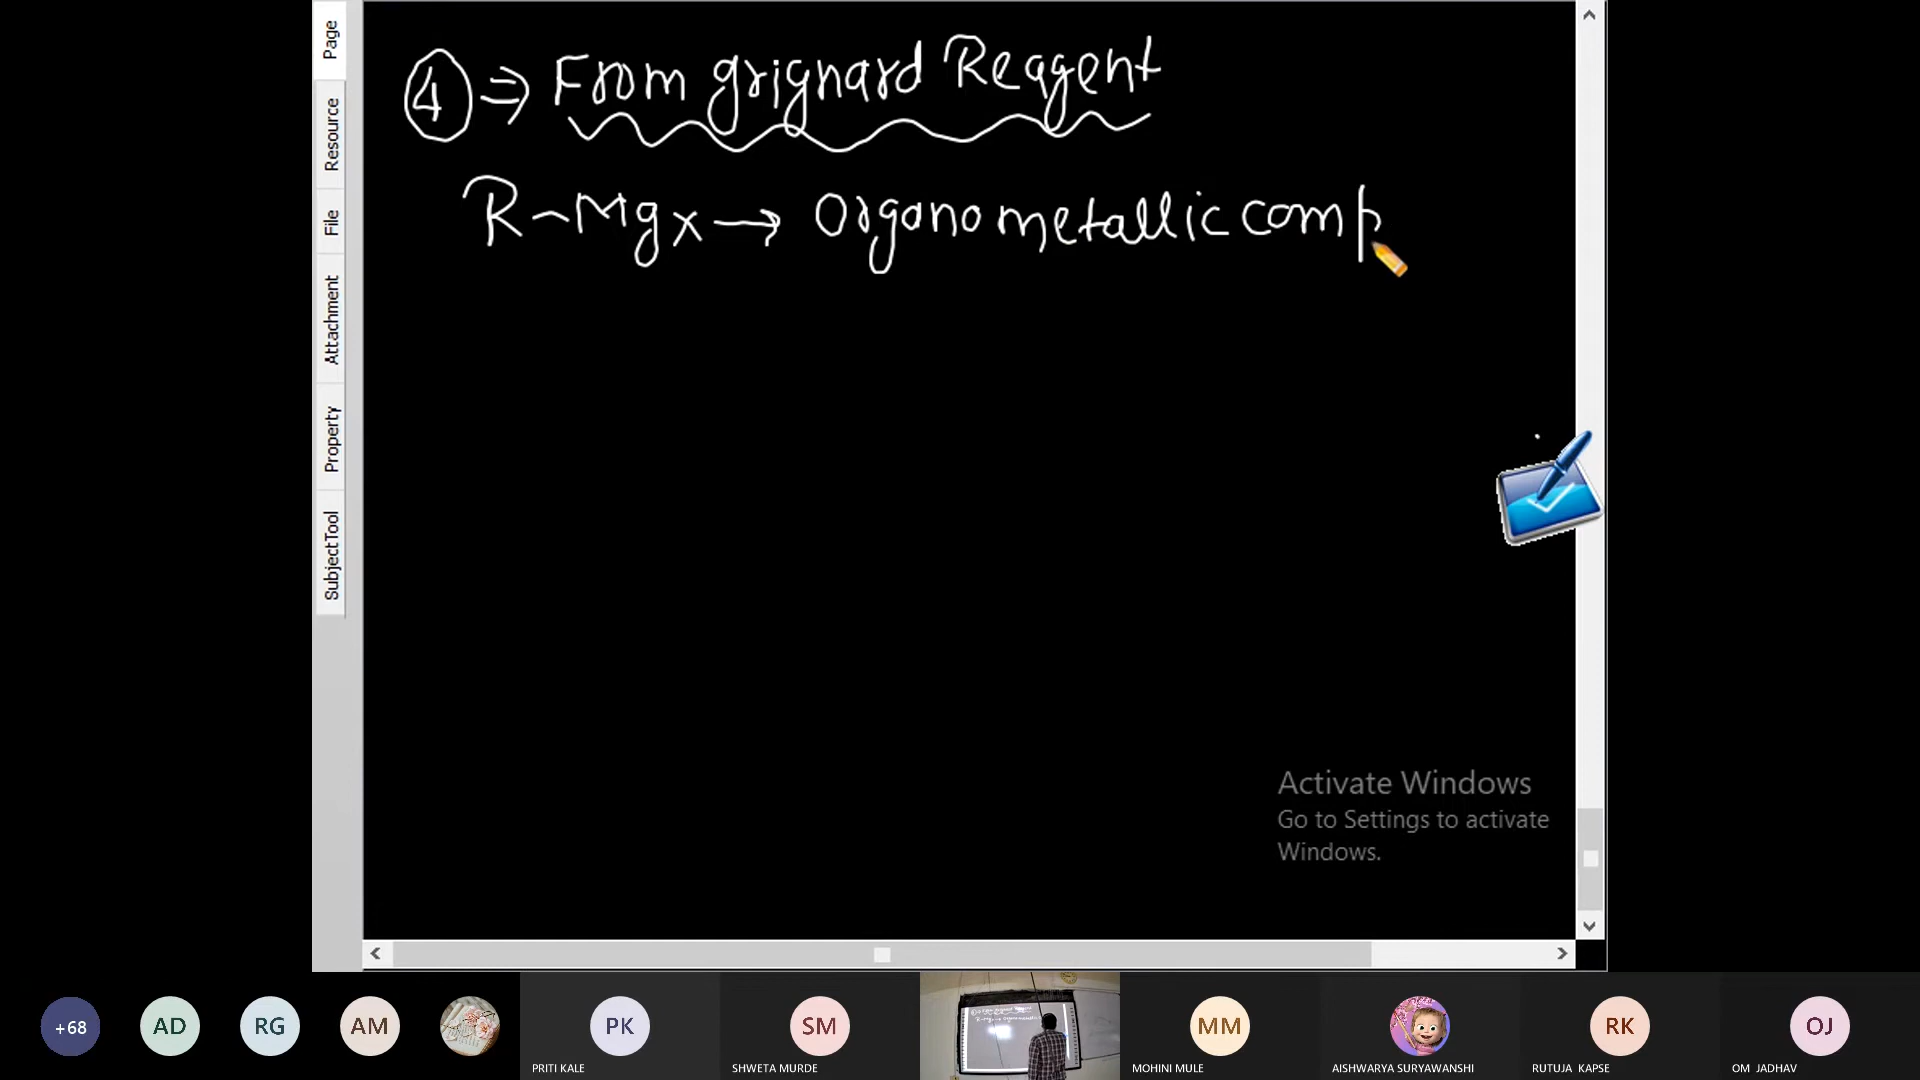 Page
Resource
File
Attachment
Property
SubjectTool
④ ⇒ From grignard Reagent
R-Mgx → Organometallic comp
Activate Windows
Go to Settings to activate
Windows.
+68
AD
RG
AM
PK
PRITI KALE
SM
SHWETA MURDE
MM
MOHINI MULE
AISHWARYA SURYAWANSHI
RK
RUTUJA KAPSE
OJ
OM JADHAV